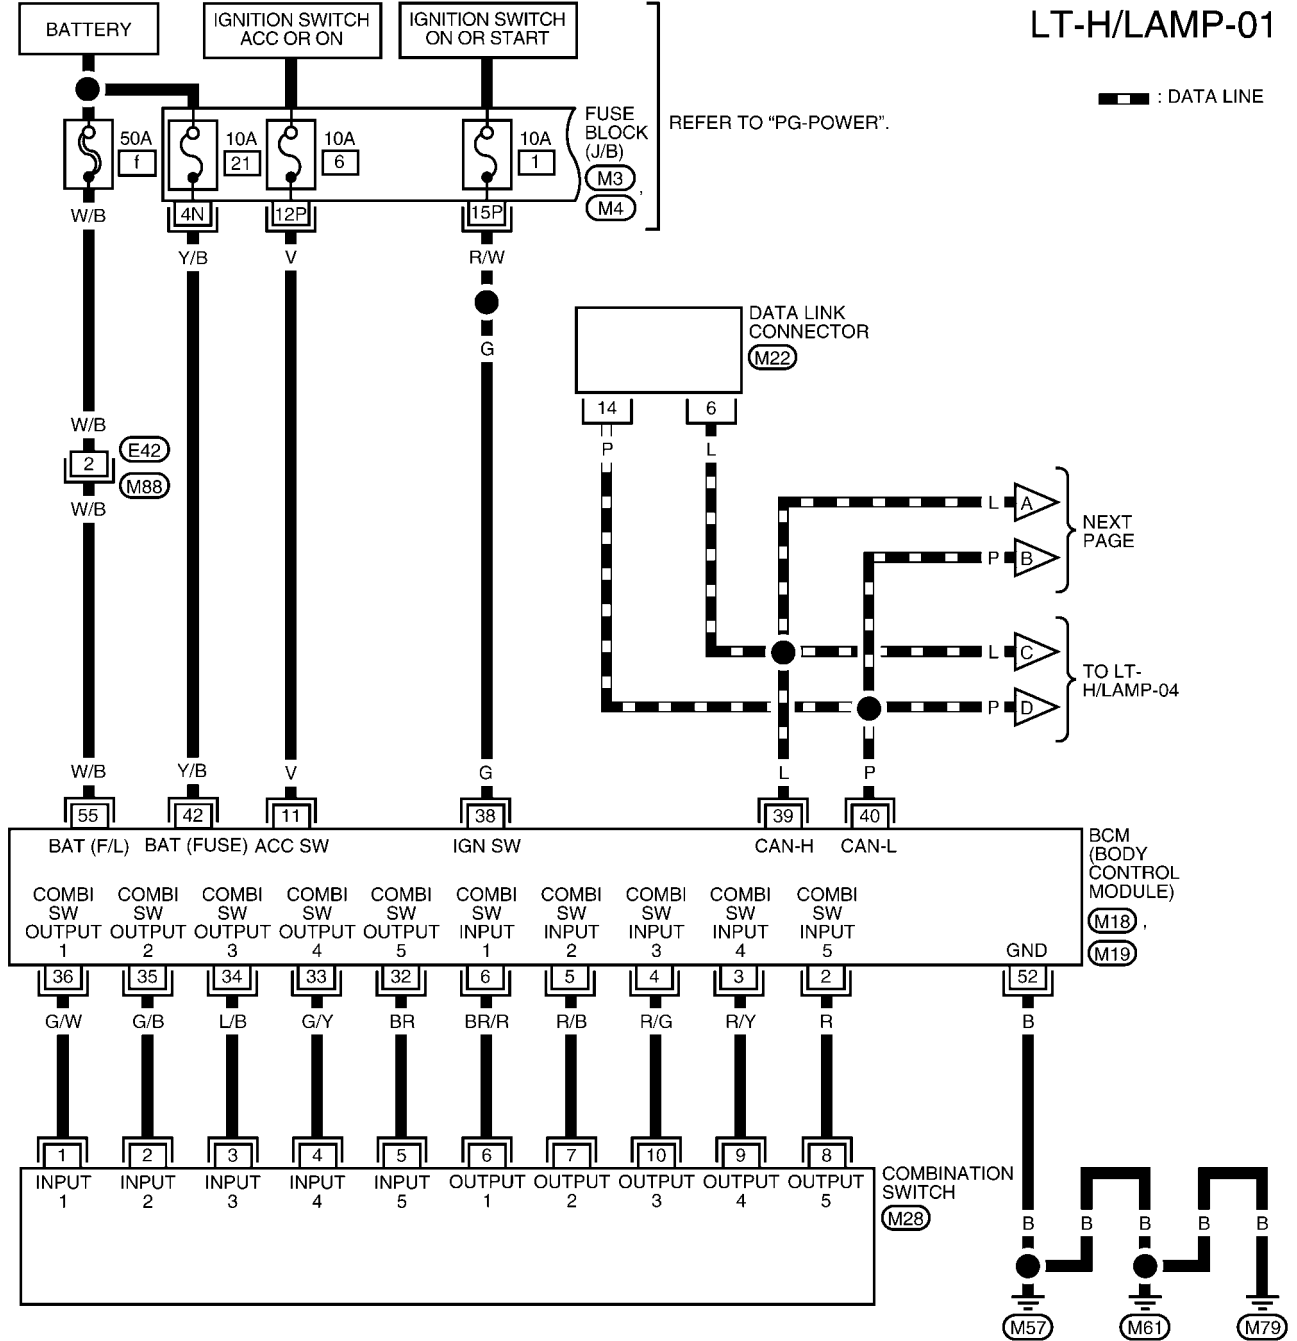 LT-H/LAMP-01
BATTERY
IGNITION SWITCH
ACC OR ON
IGNITION SWITCH
ON OR START
: DATA LINE
50A
f
10A
21
10A
6
10A
1
FUSE
BLOCK
(J/B)
M3 ,
M4
REFER TO “PG-POWER”.
4N
12P
15P
W/B
Y/B
V
R/W
G
DATA LINK
CONNECTOR
M22
14
6
P
L
W/B
2
E42
M88
W/B
L
A
P
B
NEXT
PAGE
L
C
P
D
TO LT-
H/LAMP-04
W/B
Y/B
V
G
L
P
55
42
11
38
39
40
BAT (F/L)
BAT (FUSE)
ACC SW
IGN SW
CAN-H
CAN-L
BCM
(BODY
CONTROL
MODULE)
M18 ,
M19
COMBI
SW
OUTPUT
1
COMBI
SW
OUTPUT
2
COMBI
SW
OUTPUT
3
COMBI
SW
OUTPUT
4
COMBI
SW
OUTPUT
5
COMBI
SW
INPUT
1
COMBI
SW
INPUT
2
COMBI
SW
INPUT
3
COMBI
SW
INPUT
4
COMBI
SW
INPUT
5
GND
36
35
34
33
32
6
5
4
3
2
52
G/W
G/B
L/B
G/Y
BR
BR/R
R/B
R/G
R/Y
R
B
1
2
3
4
5
6
7
10
9
8
INPUT
1
INPUT
2
INPUT
3
INPUT
4
INPUT
5
OUTPUT
1
OUTPUT
2
OUTPUT
3
OUTPUT
4
OUTPUT
5
COMBINATION
SWITCH
M28
B
B
B
B
B
M57
M61
M79